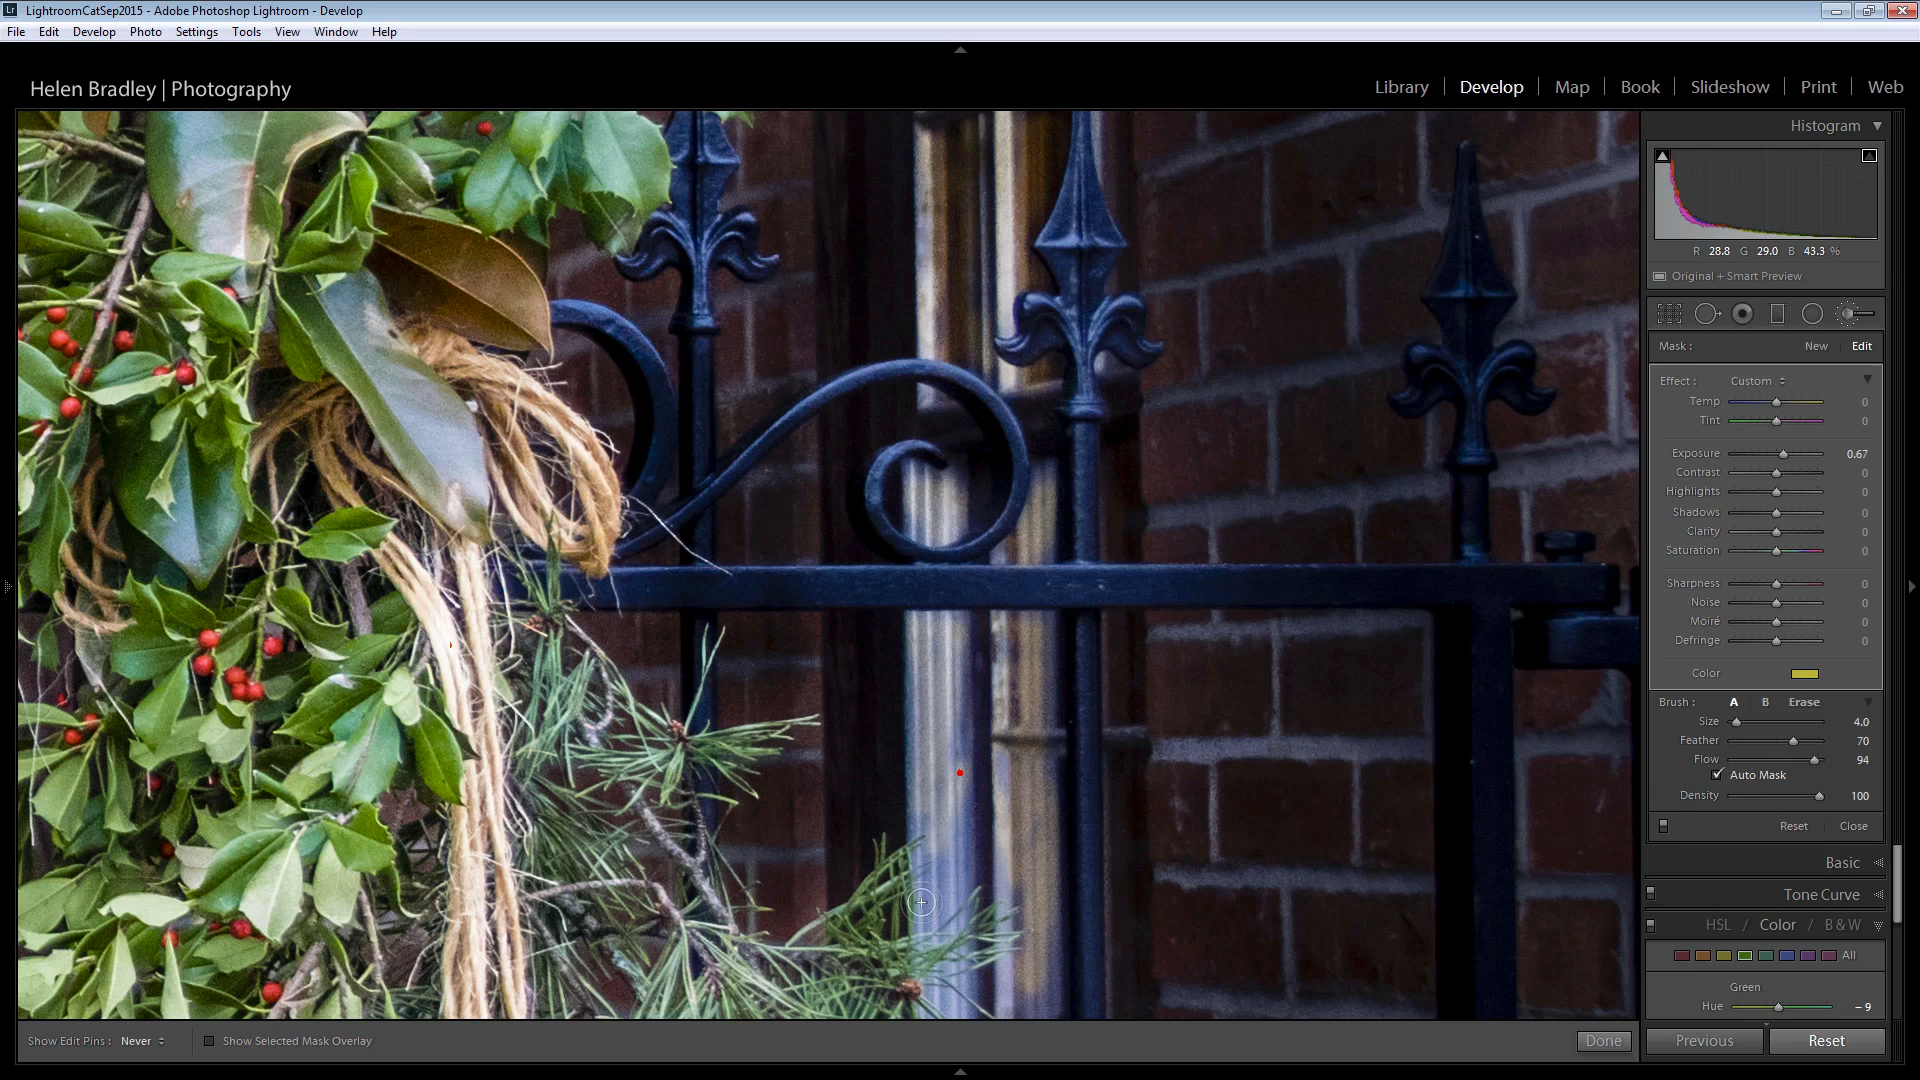 Lr LightroomCatSep2015 - Adobe Photoshop Lightroom - Develop
File Edit Develop Photo Settings Tools View Window Help
Helen Bradley | Photography
Library | Develop | Map | Book | Slideshow | Print | Web
Histogram
R 28.8 G 29.0 B 43.3 %
Original + Smart Preview
Mask : New Edit
Effect : Custom
Temp 0
Tint 0
Exposure 0.67
Contrast 0
Highlights 0
Shadows 0
Clarity 0
Saturation 0
Sharpness 0
Noise 0
Moiré 0
Defringe 0
Color
Brush : A B Erase
Size 4.0
Feather 70
Flow 94
Auto Mask
Density 100
Reset Close
Basic
Tone Curve
HSL / Color / B & W
All
Green
Hue – 9
Show Edit Pins : Never Show Selected Mask Overlay Done Previous Reset